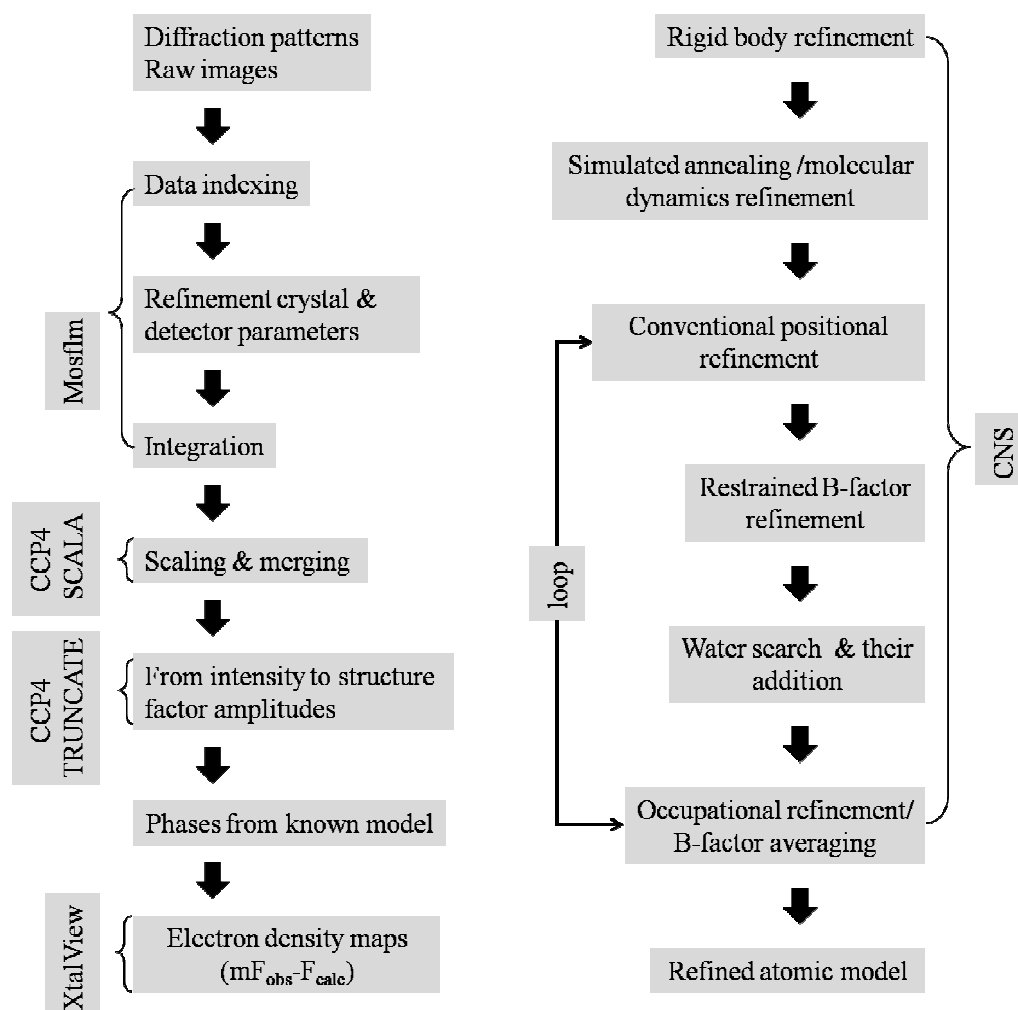 Diffraction patterns
Raw images
Data indexing
Refinement crystal &
detector parameters
Mosflm
Integration
CCP4
SCALA
Scaling & merging
CCP4
TRUNCATE
From intensity to structure
factor amplitudes
Phases from known model
XtalView
Electron density maps
(mFobs-Fcalc)
Rigid body refinement
Simulated annealing /molecular
dynamics refinement
Conventional positional
refinement
Restrained B-factor
refinement
CNS
loop
Water search & their
addition
Occupational refinement/
B-factor averaging
Refined atomic model